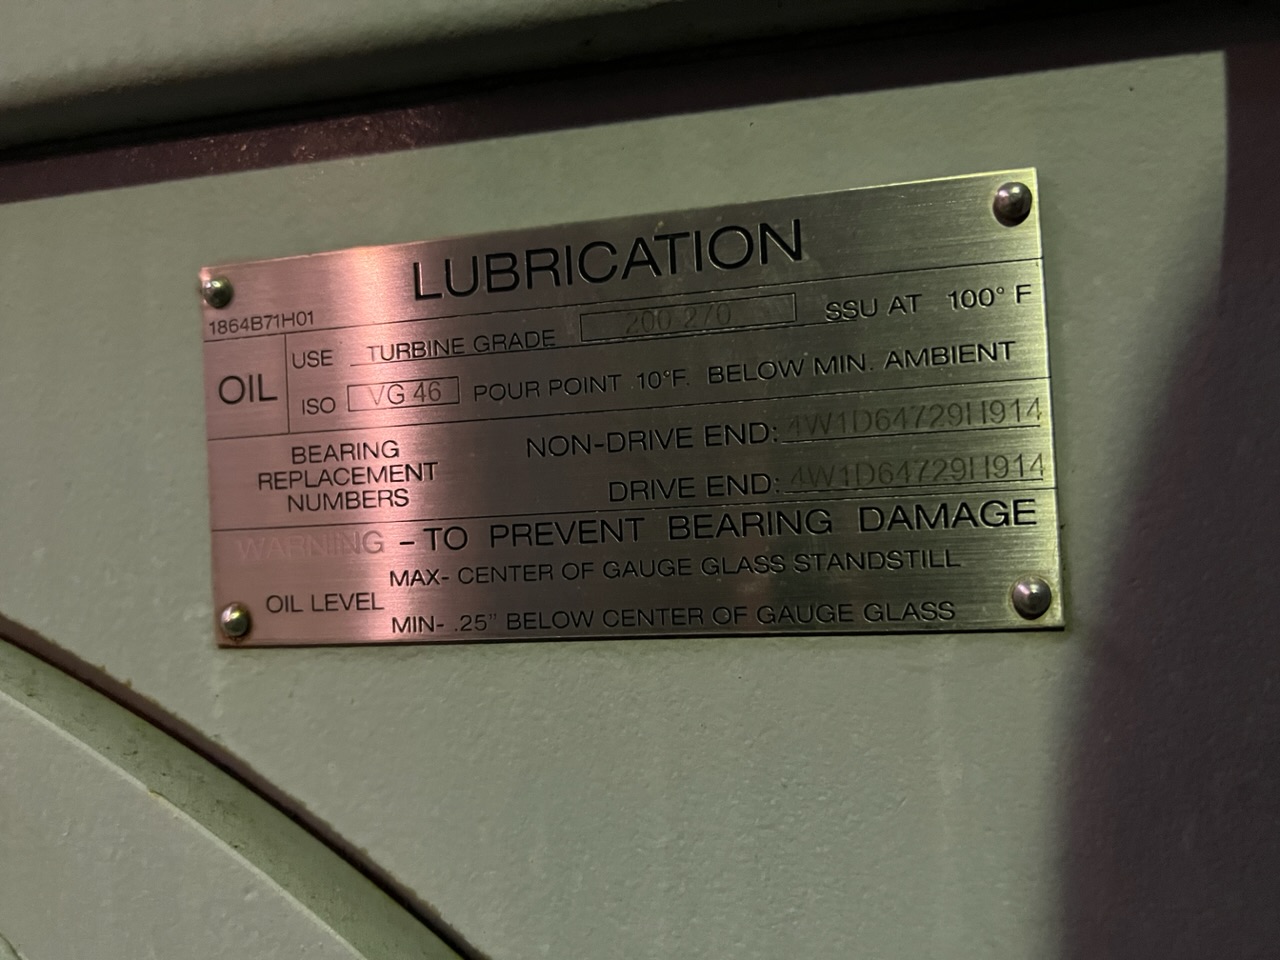 LUBRICATION
1864B71H01
OIL
USE TURBINE GRADE 200-270 SSU AT 100° F
ISO VG 46 POUR POINT 10°F. BELOW MIN. AMBIENT
BEARING REPLACEMENT NUMBERS
NON-DRIVE END: 4W1D64729H914
DRIVE END: 4W1D64729H914
WARNING – TO PREVENT BEARING DAMAGE
OIL LEVEL
MAX- CENTER OF GAUGE GLASS STANDSTILL
MIN- .25" BELOW CENTER OF GAUGE GLASS